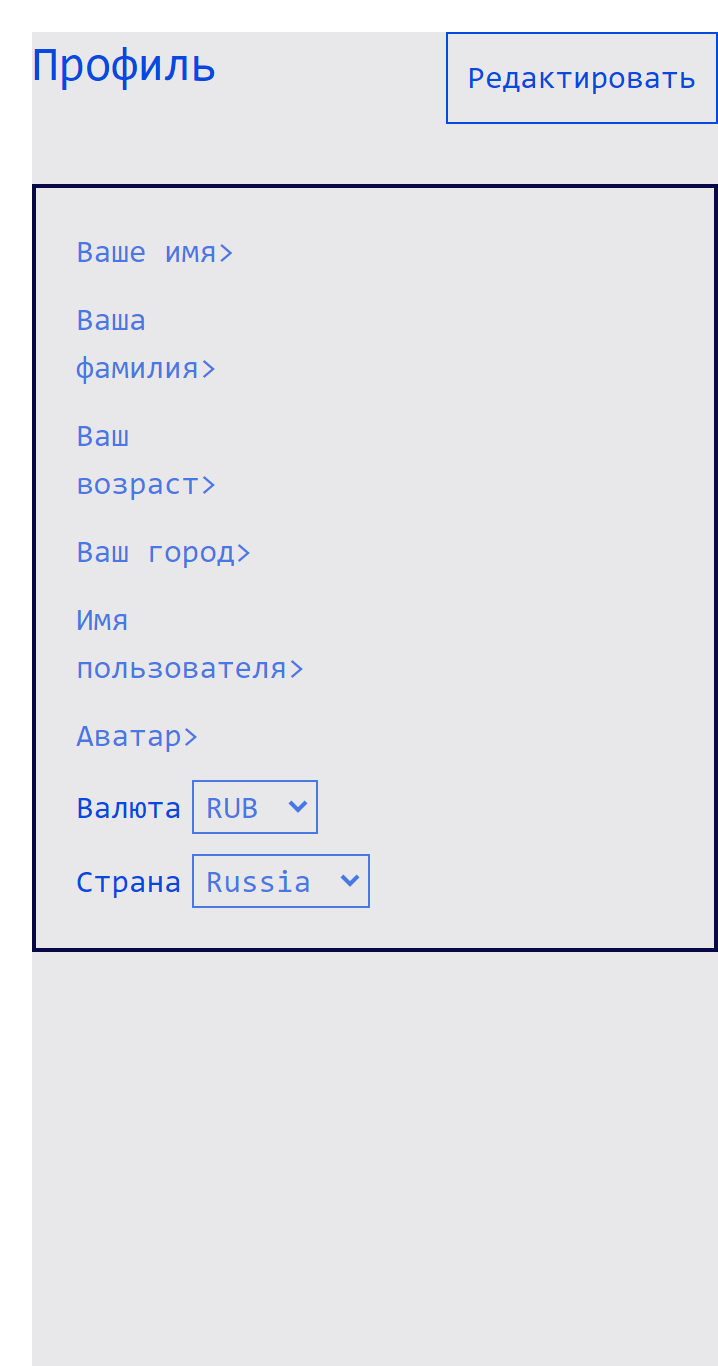 Профиль
Редактировать
Ваше имя>
Ваша
фамилия>
Ваш
возраст>
Ваш город>
Имя
пользователя>
Аватар>
Валюта RUB
Страна Russia